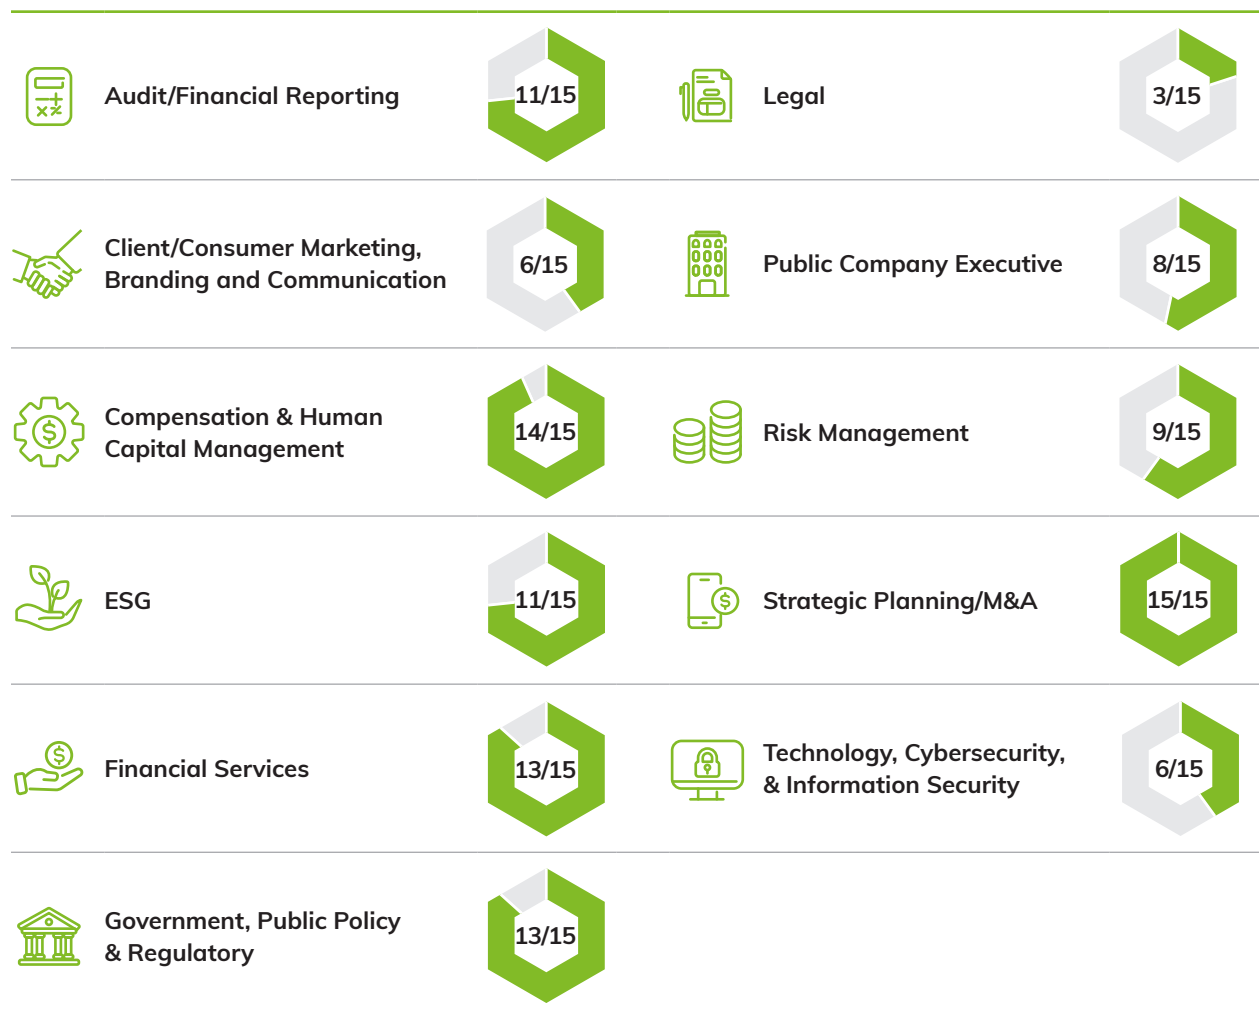 Audit/Financial Reporting
11/15
Legal
3/15
Client/Consumer Marketing,
Branding and Communication
6/15
Public Company Executive
8/15
Compensation & Human
Capital Management
14/15
Risk Management
9/15
ESG
11/15
Strategic Planning/M&A
15/15
Financial Services
13/15
Technology, Cybersecurity,
& Information Security
6/15
Government, Public Policy
& Regulatory
13/15